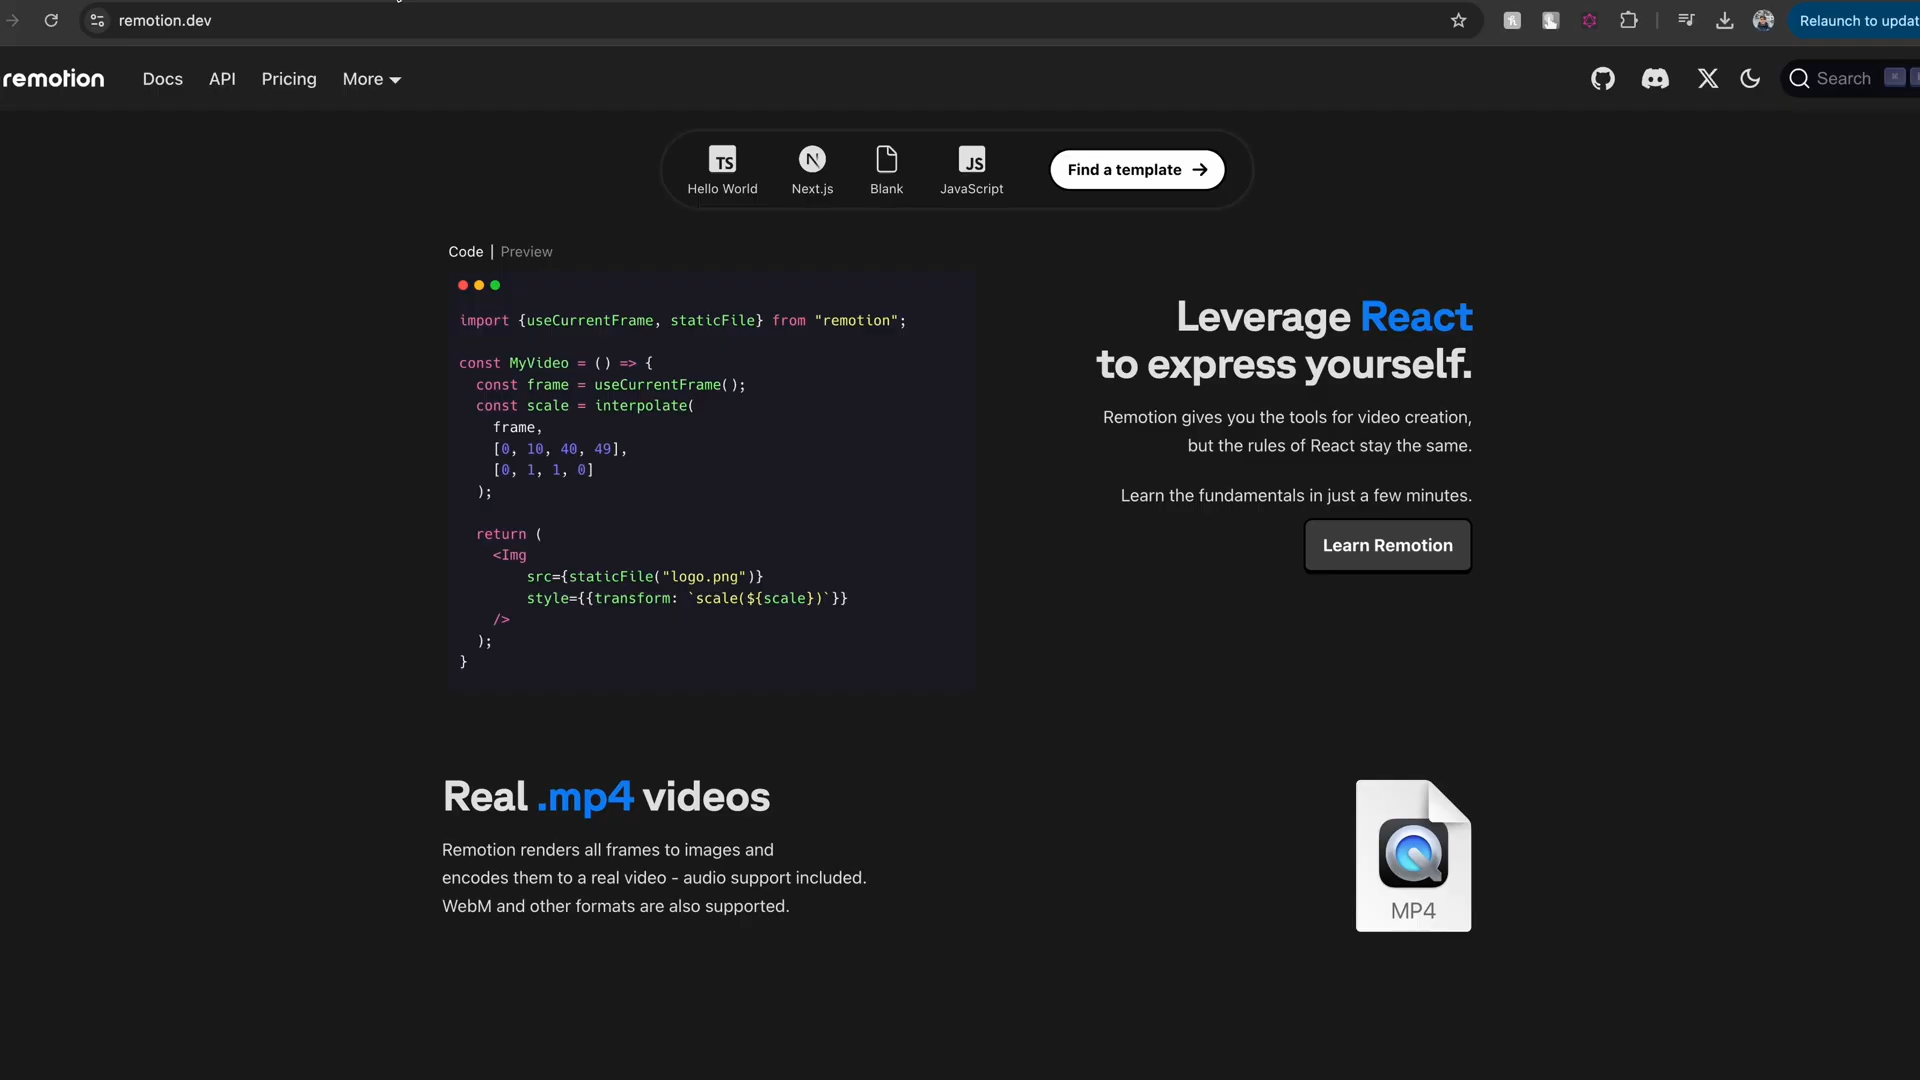 remotion.dev
Relaunch to updat
remotion
Docs
API
Pricing
More
Search
TS
Hello World
N
Next.js
Blank
JS
JavaScript
Find a template →
Code | Preview
import {useCurrentFrame, staticFile} from "remotion";
const MyVideo = () => {
const frame = useCurrentFrame();
const scale = interpolate(
frame,
[0, 10, 40, 49],
[0, 1, 1, 0]
);
return (
<Img
src={staticFile("logo.png")}
style={{transform: `scale(${scale})`}}
/>
);
}
Leverage React
to express yourself.
Remotion gives you the tools for video creation,
but the rules of React stay the same.
Learn the fundamentals in just a few minutes.
Learn Remotion
Real .mp4 videos
Remotion renders all frames to images and
encodes them to a real video - audio support included.
WebM and other formats are also supported.
MP4